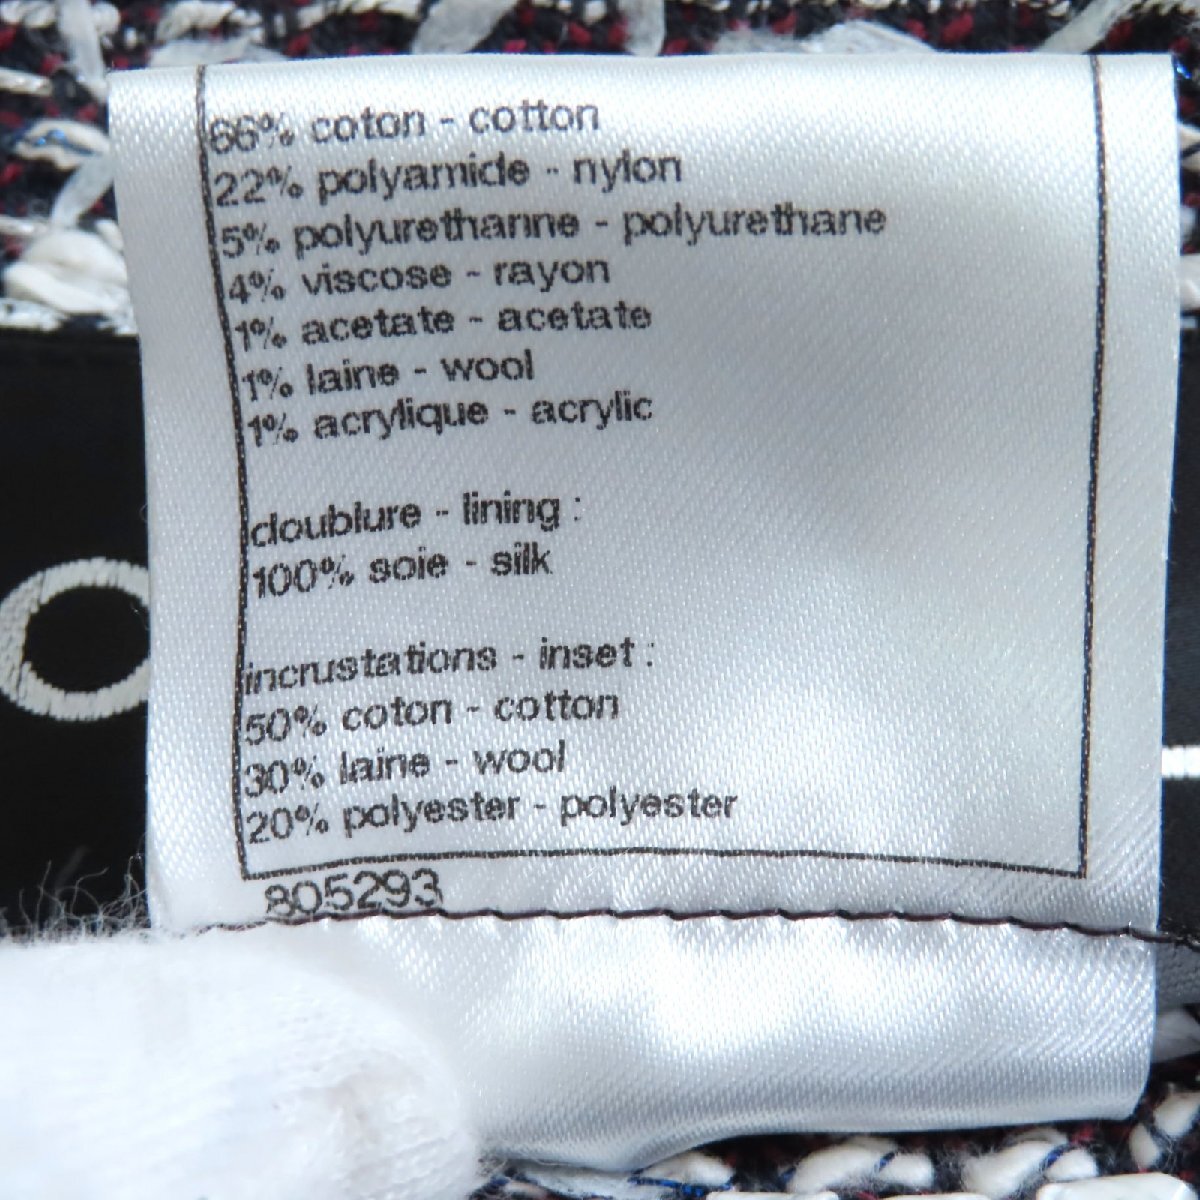 66% coton - cotton
22% polyamide - nylon
5% polyurethanne - polyurethane
4% viscose - rayon
1% acetate - acetate
1% laine - wool
1% acrylique - acrylic
doublure - lining :
100% soie - silk
incrustations - inset :
50% coton - cotton
30% laine - wool
20% polyester - polyester
805293